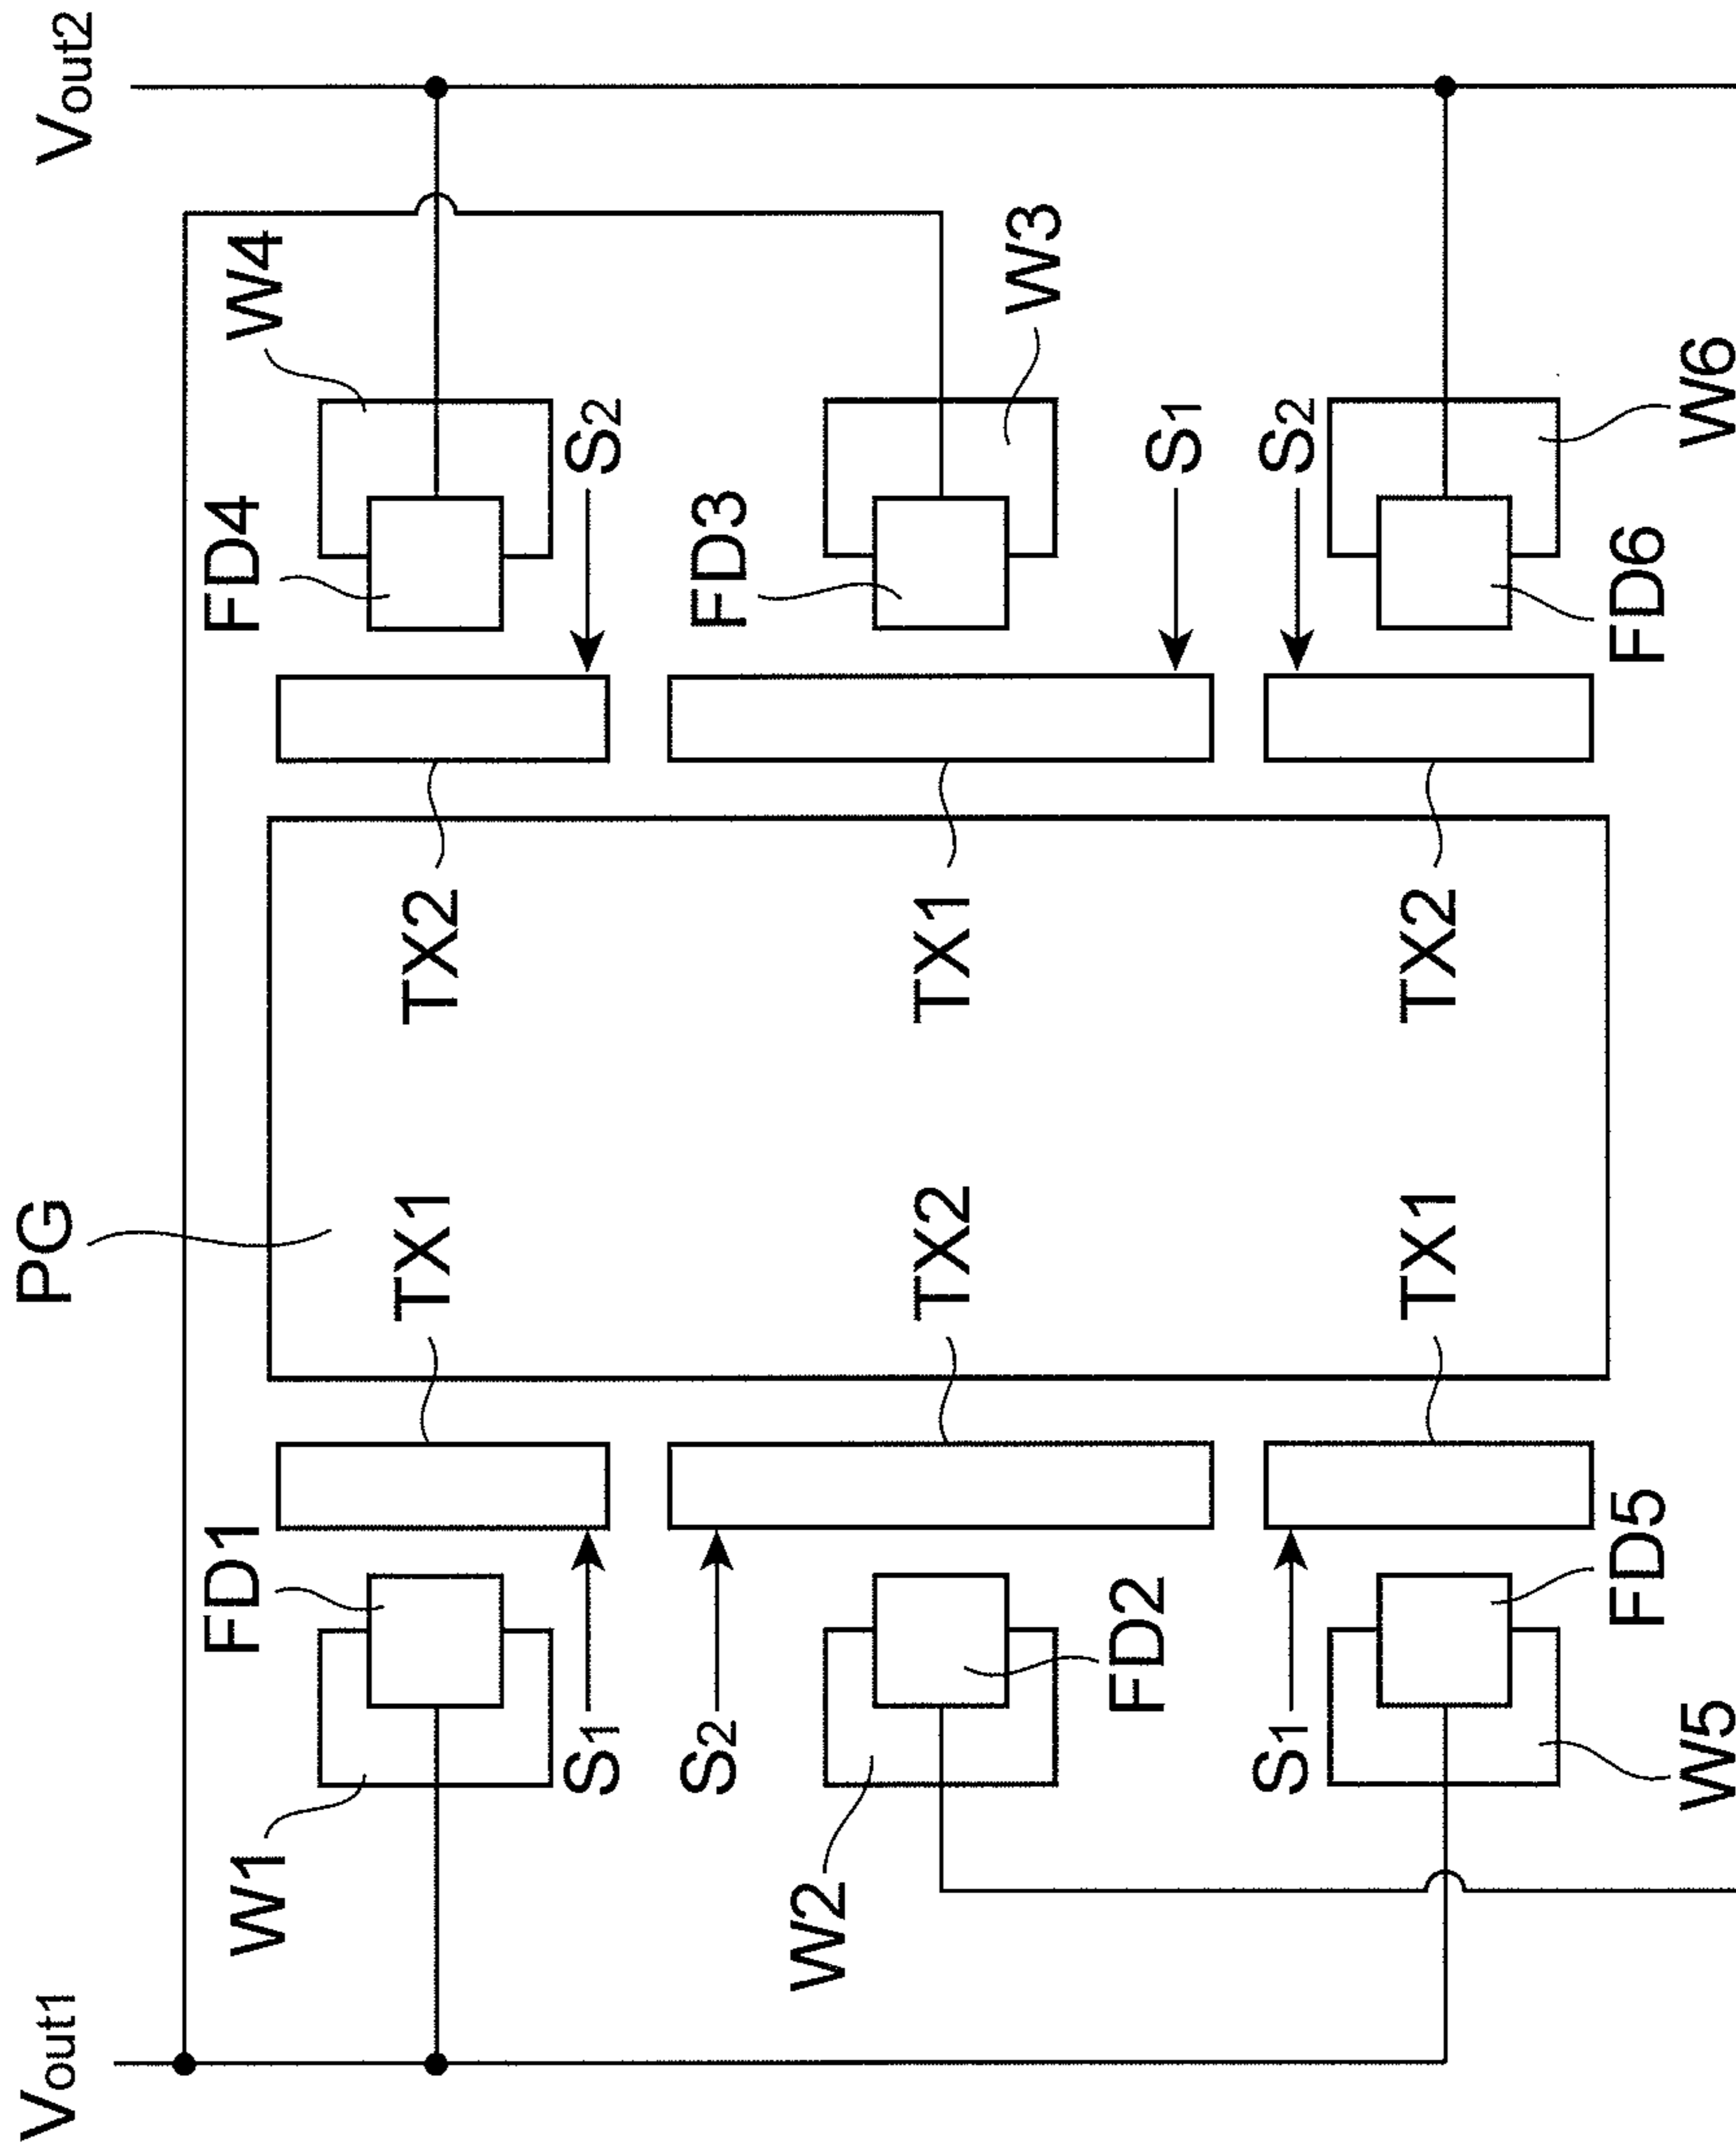 Vout1
PG
Vout2
W1
FD1
TX1
TX2
FD4
W4
S1
S2
S2
W2
FD2
TX2
TX1
FD3
W3
S1
S1
S2
W5
FD5
TX1
TX2
FD6
W6